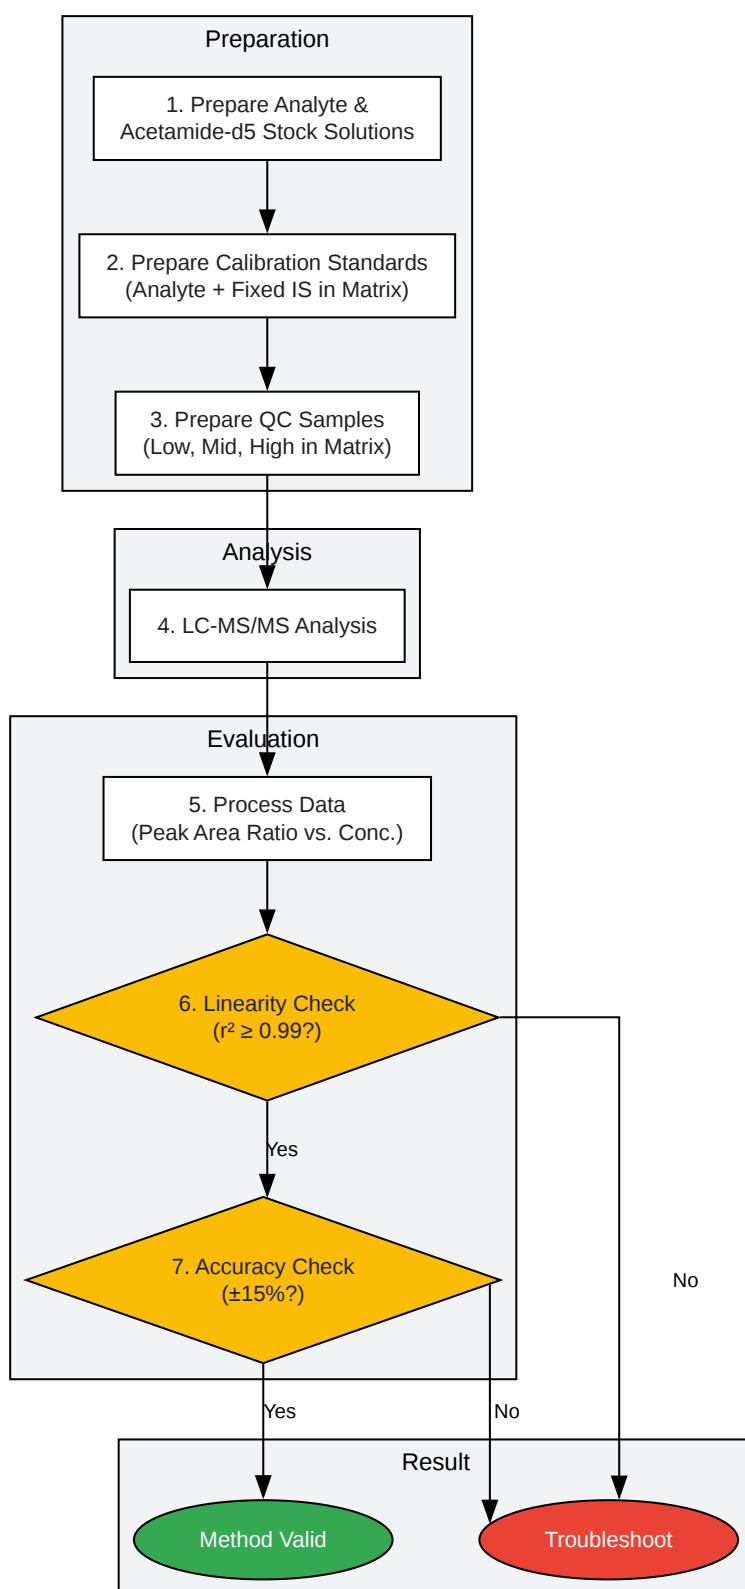 Preparation
1. Prepare Analyte &
Acetamide-d5 Stock Solutions
2. Prepare Calibration Standards
(Analyte + Fixed IS in Matrix)
3. Prepare QC Samples
(Low, Mid, High in Matrix)
Analysis
4. LC-MS/MS Analysis
Evaluation
5. Process Data
(Peak Area Ratio vs. Conc.)
6. Linearity Check
(r² ≥ 0.99?)
Yes
7. Accuracy Check
(±15%?)
No
Yes
No
Result
Method Valid
Troubleshoot